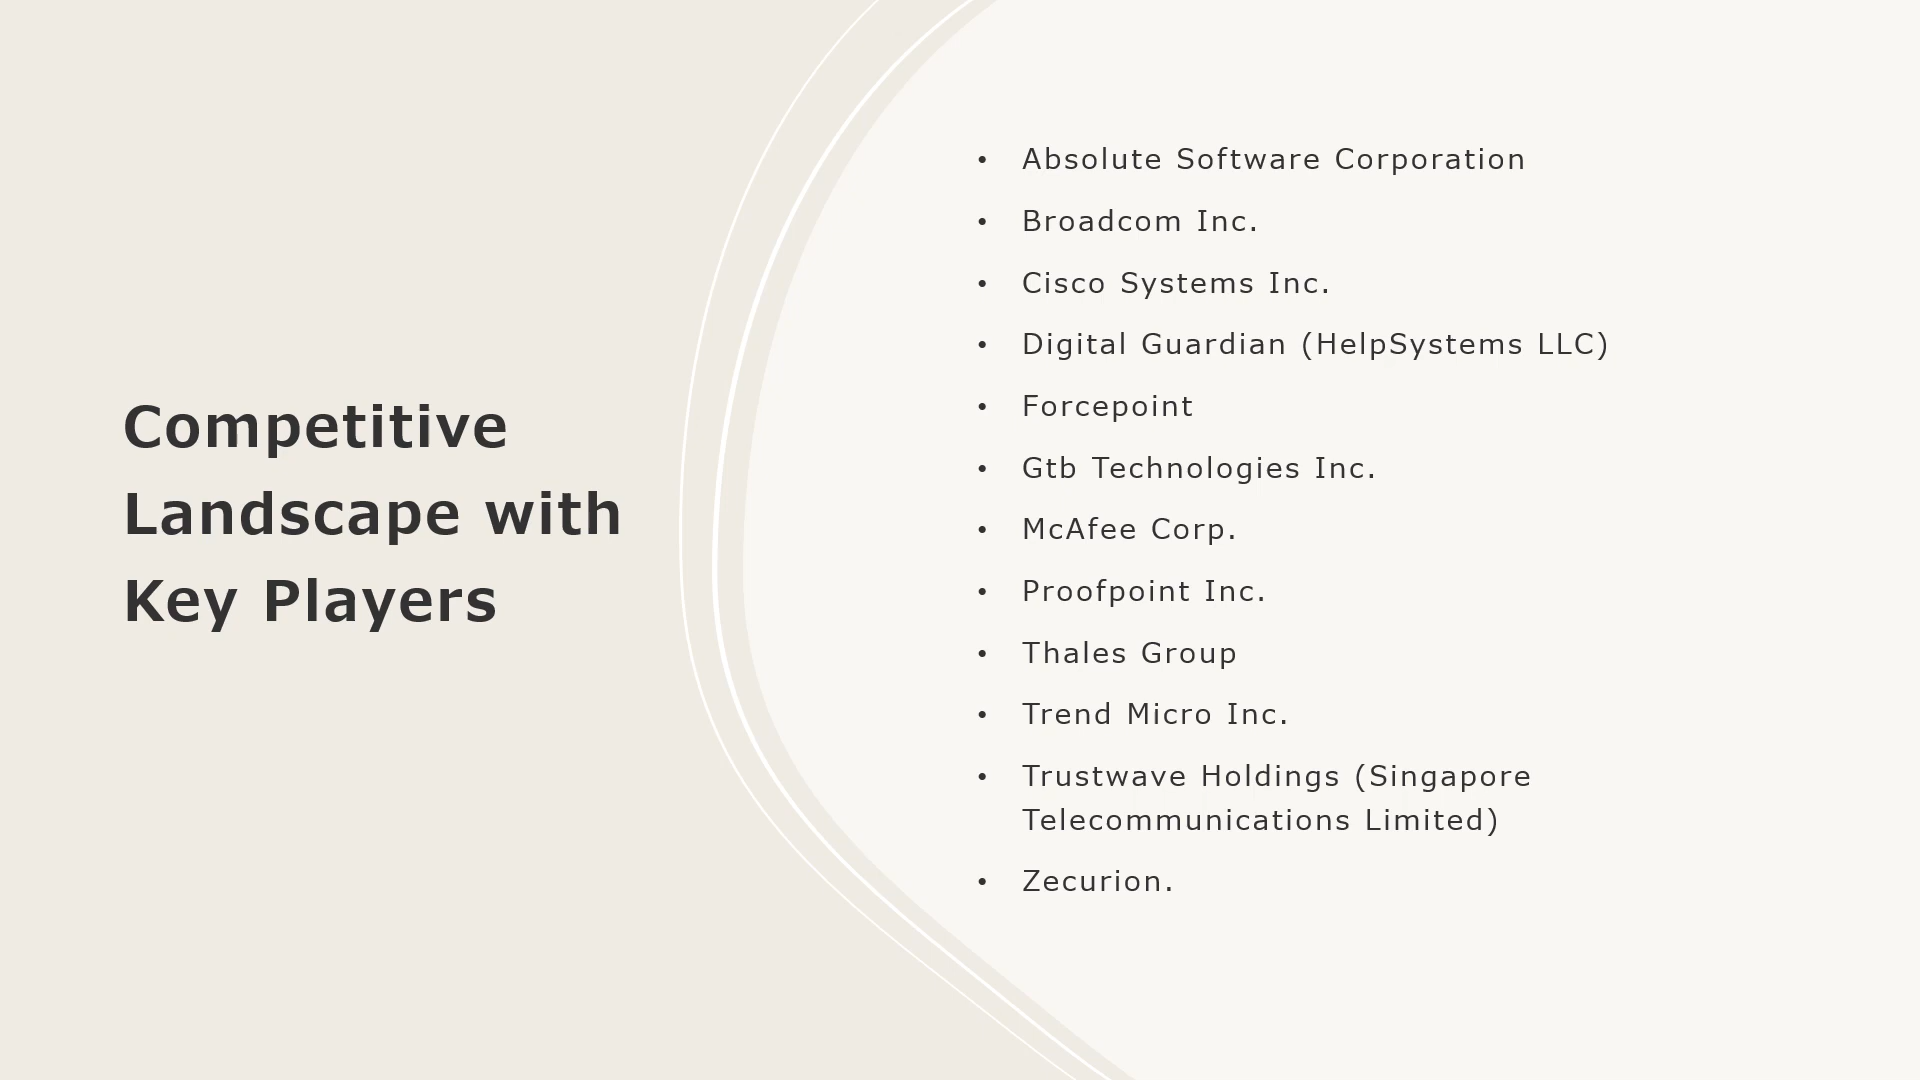 Competitive
Landscape with
Key Players
• Absolute Software Corporation
• Broadcom Inc.
• Cisco Systems Inc.
• Digital Guardian (HelpSystems LLC)
• Forcepoint
• Gtb Technologies Inc.
• McAfee Corp.
• Proofpoint Inc.
• Thales Group
• Trend Micro Inc.
• Trustwave Holdings (Singapore
Telecommunications Limited)
• Zecurion.